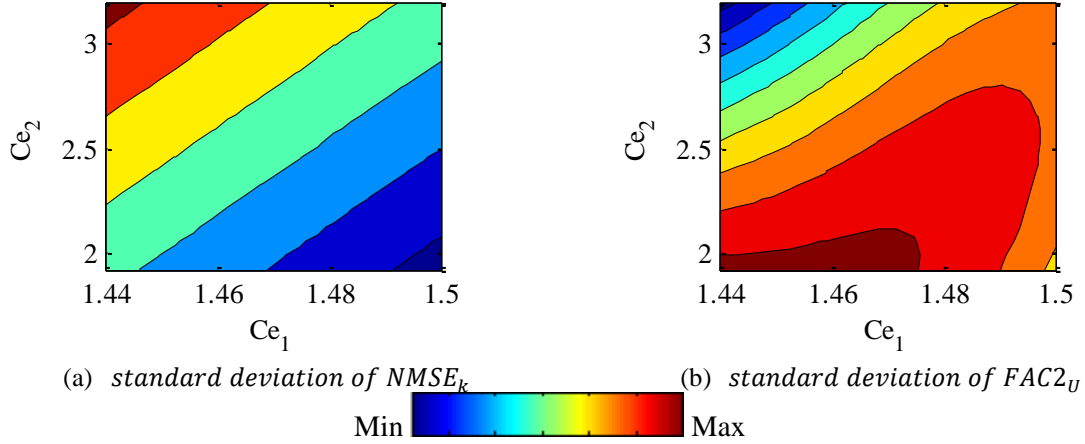 3
2.5
2
Ce2
1.44 1.46 1.48 1.5
Ce1
(a) standard deviation of NMSEk
3
2.5
2
Ce2
1.44 1.46 1.48 1.5
Ce1
(b) standard deviation of FAC2U
Min Max